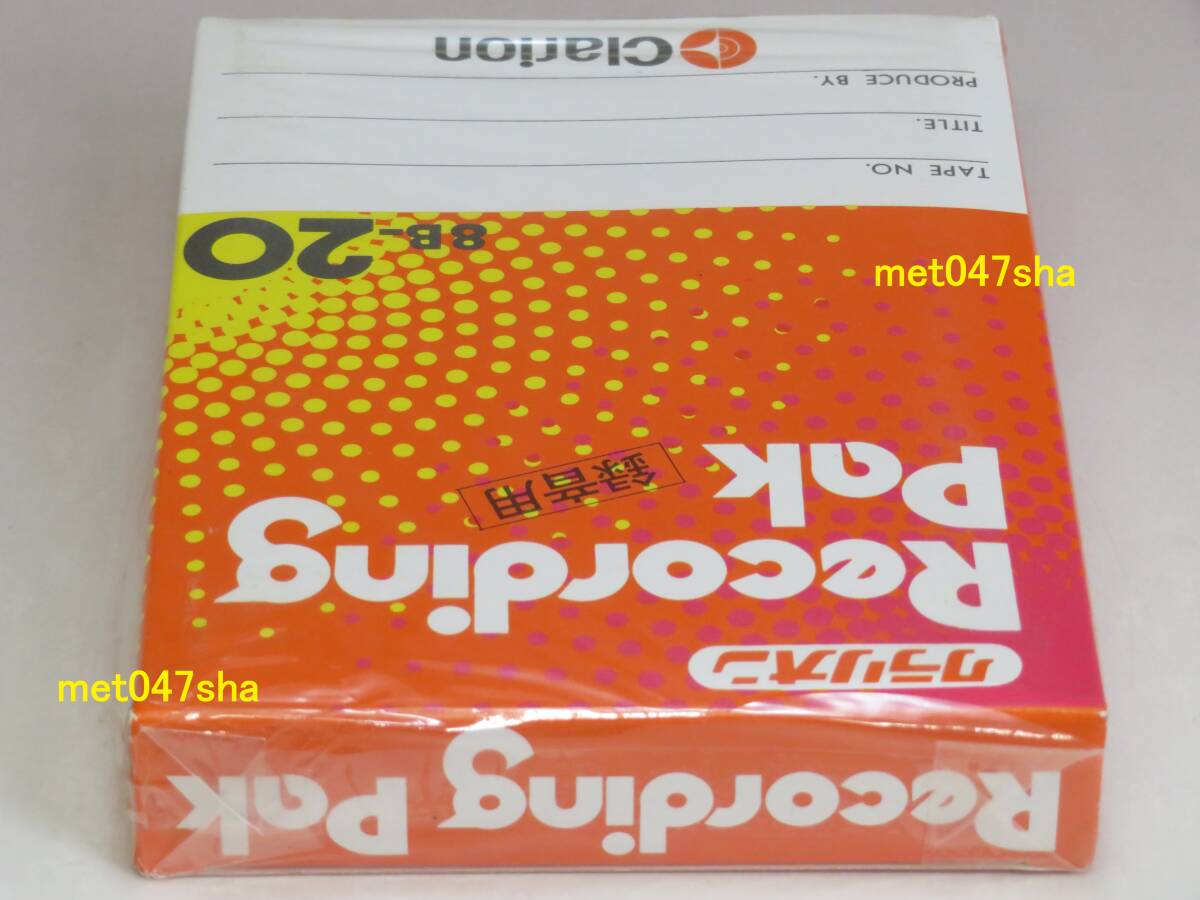 クラリオン
Recording
Pak
録音用
8B-20
TAPE NO.
TITLE.
PRODUCE BY.
Clarion
Recording Pak
met047sha
met047sha